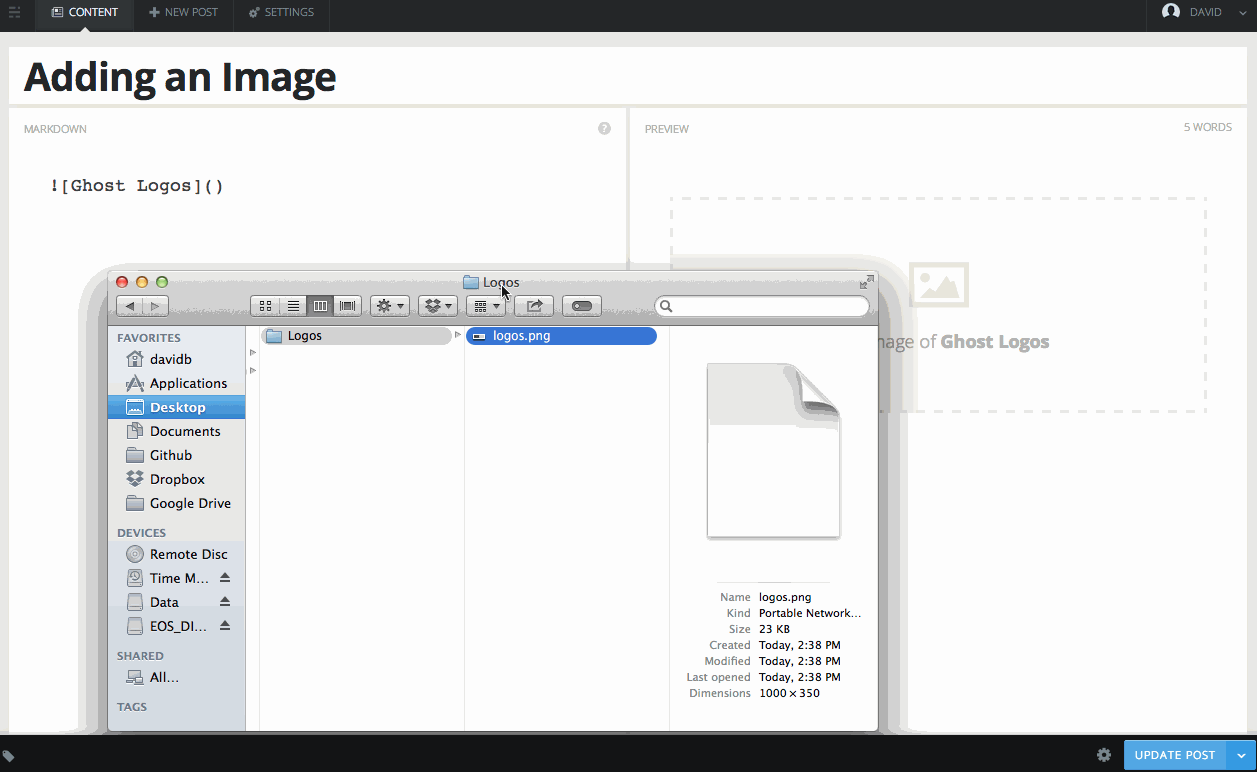 CONTENT
NEW POST
SETTINGS
DAVID
Adding an Image
MARKDOWN
?
PREVIEW
5 WORDS
![Ghost Logos]()
of Ghost Logos
Logos
FAVORITES
davidb
Applications
Desktop
Documents
Github
Dropbox
Google Drive
DEVICES
Remote Disc
Time M...
Data
EOS_DI...
SHARED
All...
TAGS
Logos
logos.png
Name logos.png
Kind Portable Network...
Size 23 KB
Created Today, 2:38 PM
Modified Today, 2:38 PM
Last opened Today, 2:38 PM
Dimensions 1000 × 350
UPDATE POST